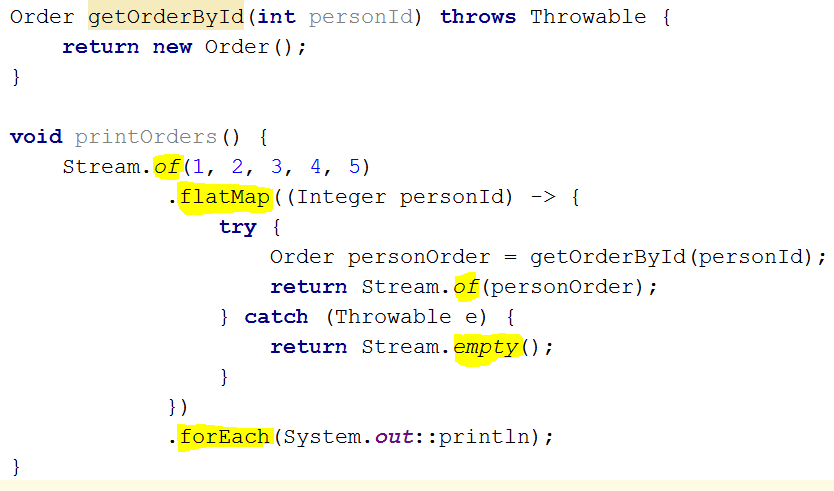 Order getOrderById(int personId) throws Throwable {
    return new Order();
}

void printOrders() {
    Stream.of(1, 2, 3, 4, 5)
            .flatMap((Integer personId) -> {
                try {
                    Order personOrder = getOrderById(personId);
                    return Stream.of(personOrder);
                } catch (Throwable e) {
                    return Stream.empty();
                }
            })
            .forEach(System.out::println);
}